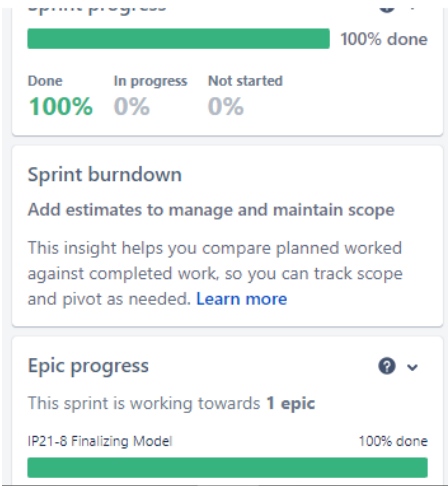 Sprint progress
100% done
Done In progress Not started
100% 0% 0%
Sprint burndown
Add estimates to manage and maintain scope
This insight helps you compare planned worked
against completed work, so you can track scope
and pivot as needed. Learn more
Epic progress
This sprint is working towards 1 epic
IP21-8 Finalizing Model 100% done